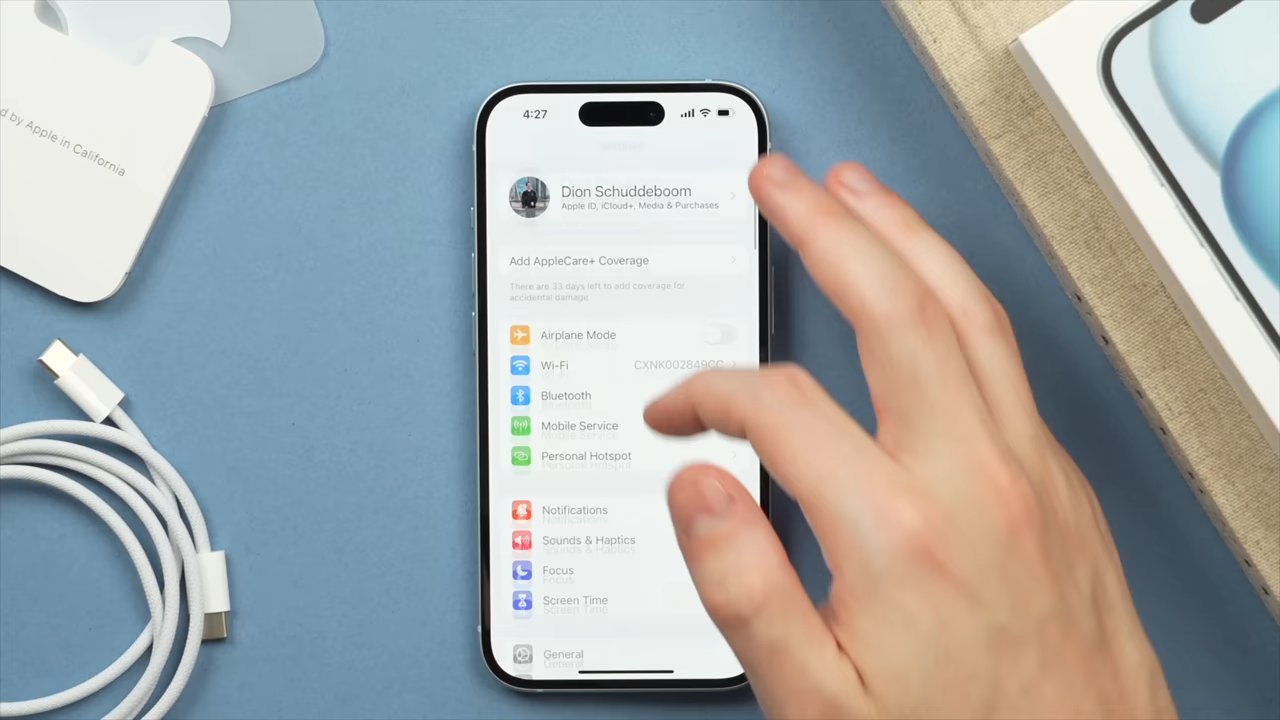 d by Apple in California
4:27
Settings
Dion Schuddeboom
Apple ID, iCloud+, Media & Purchases
Add AppleCare+ Coverage
There are 33 days left to add coverage for
accidental damage.
Airplane Mode
Wi-Fi CXNK002849CC
Bluetooth
Mobile Service
Personal Hotspot
Notifications
Sounds & Haptics
Focus
Screen Time
General